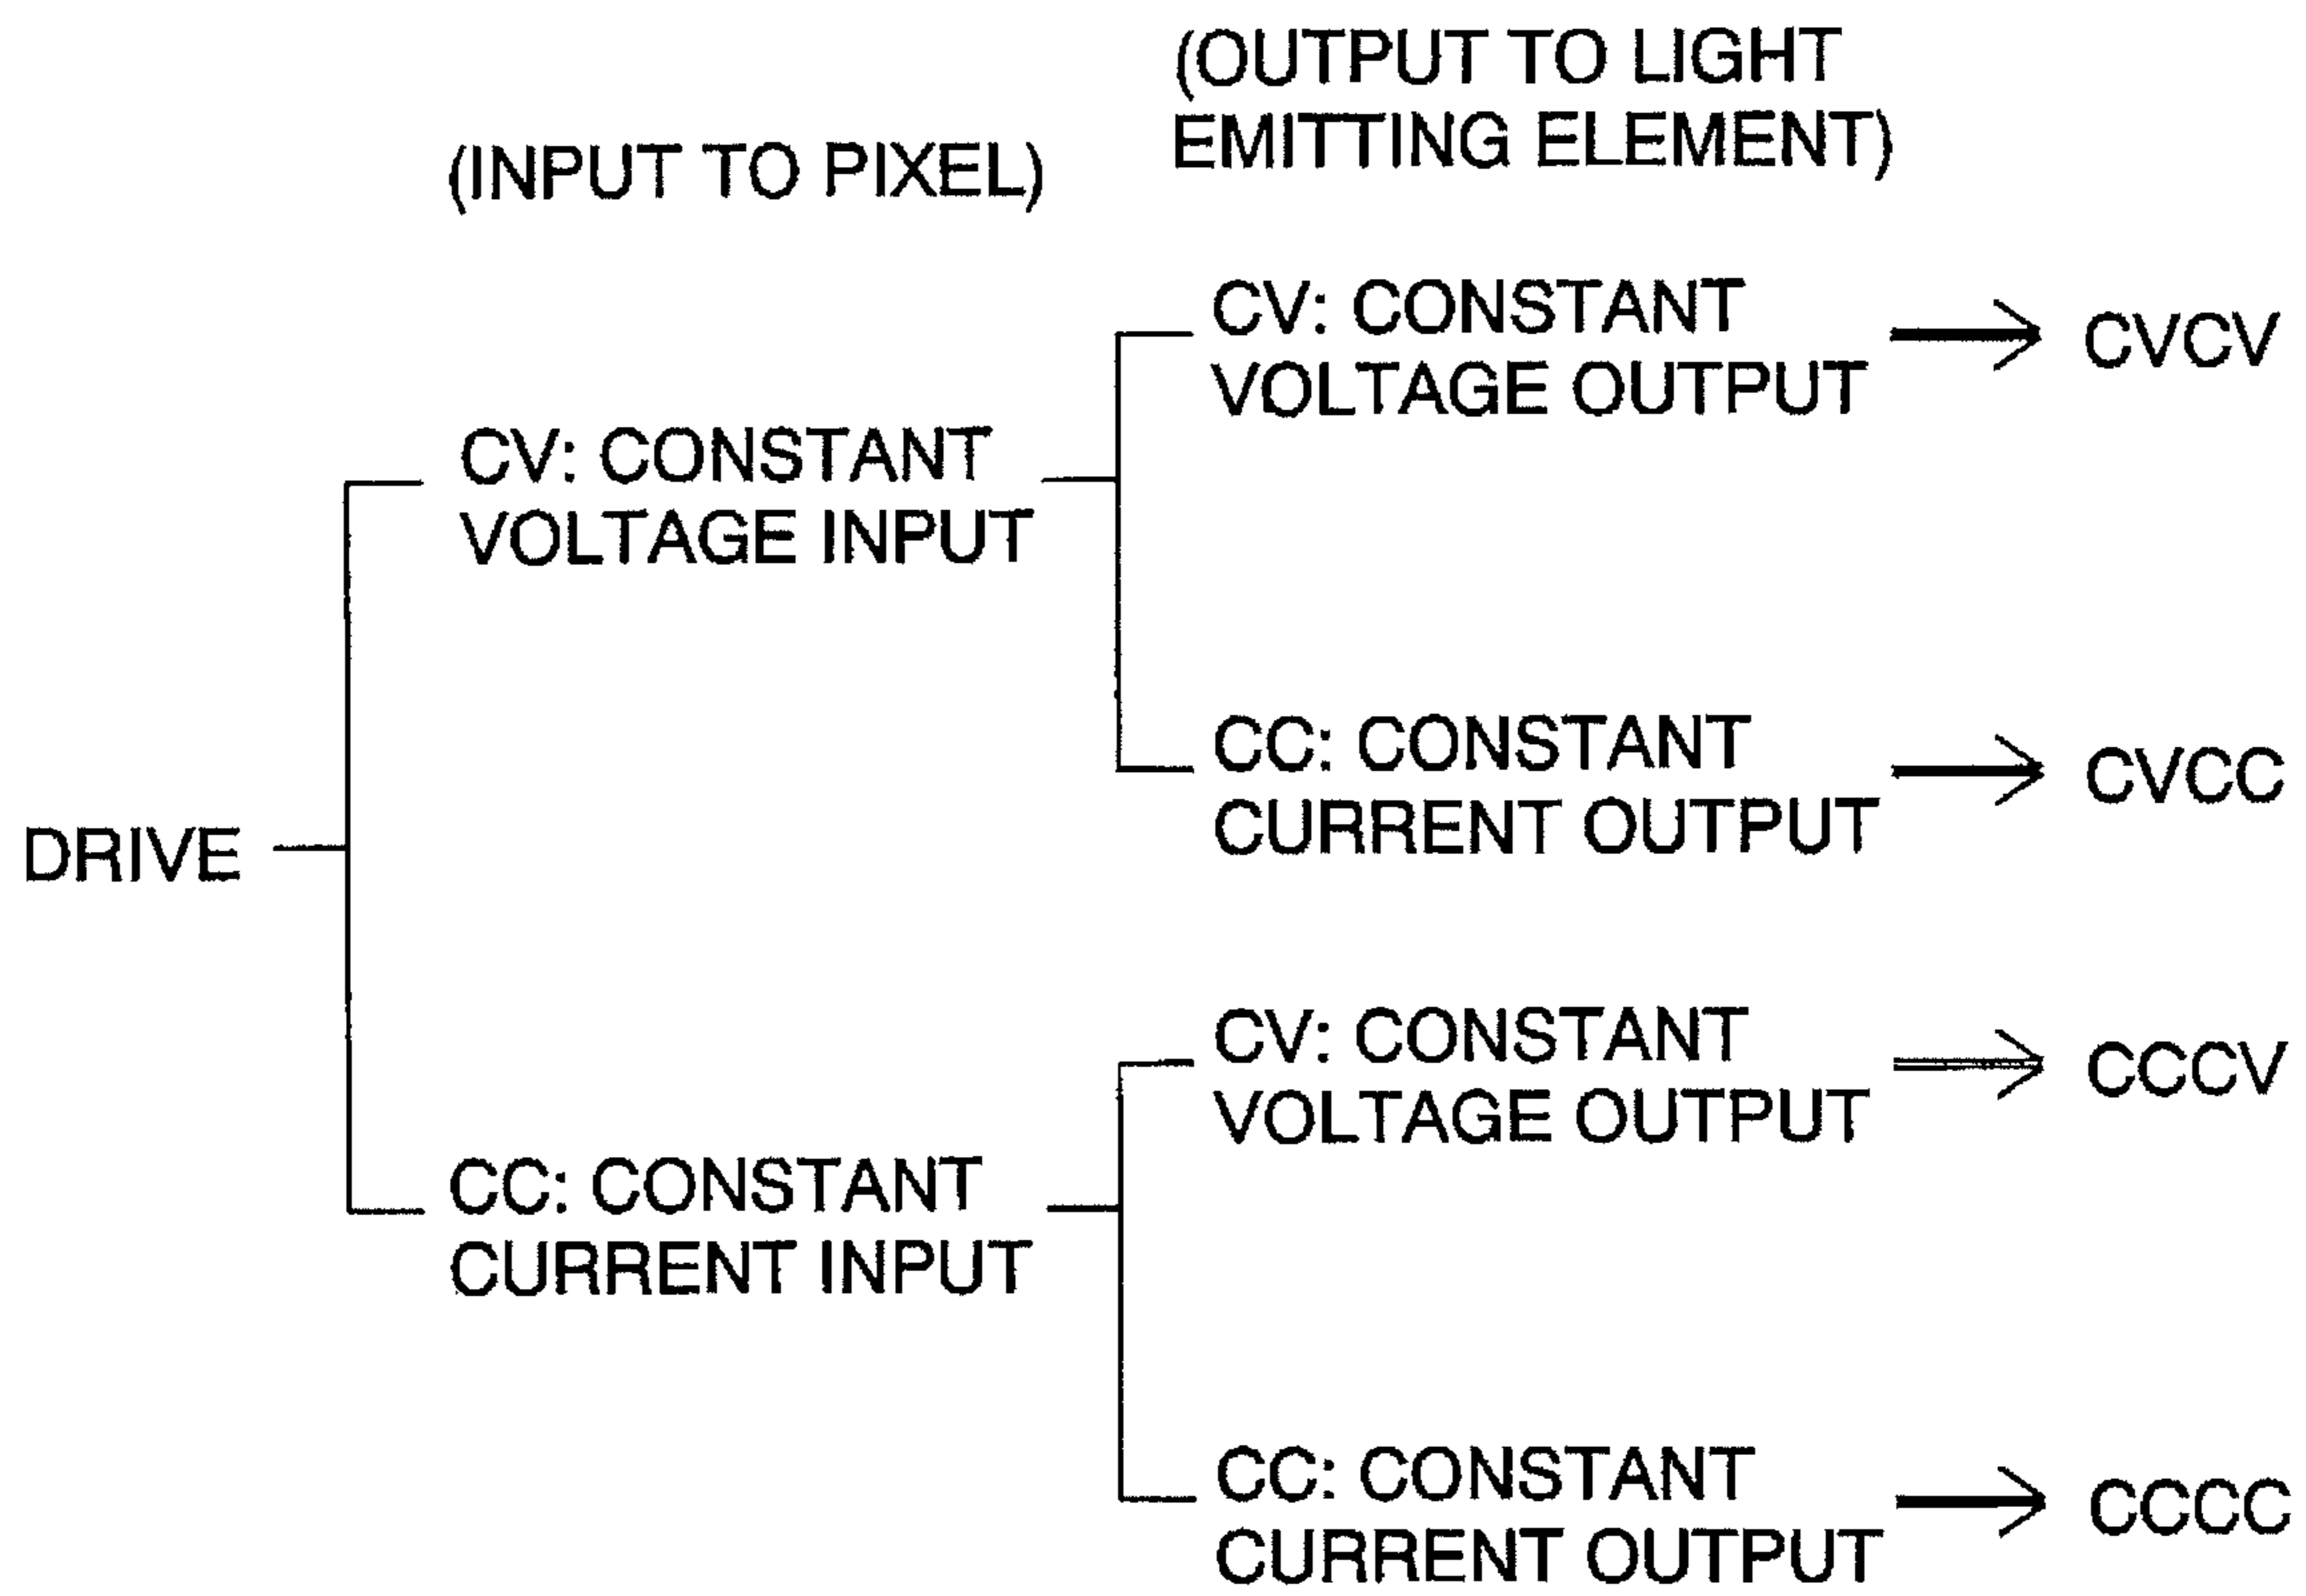 (OUTPUT TO LIGHT
EMITTING ELEMENT)
(INPUT TO PIXEL)
CV: CONSTANT
VOLTAGE OUTPUT
CVCV
CV: CONSTANT
VOLTAGE INPUT
CC: CONSTANT
CURRENT OUTPUT
CVCC
DRIVE
CV: CONSTANT
VOLTAGE OUTPUT
CCCV
CC: CONSTANT
CURRENT INPUT
CC: CONSTANT
CURRENT OUTPUT
CCCC